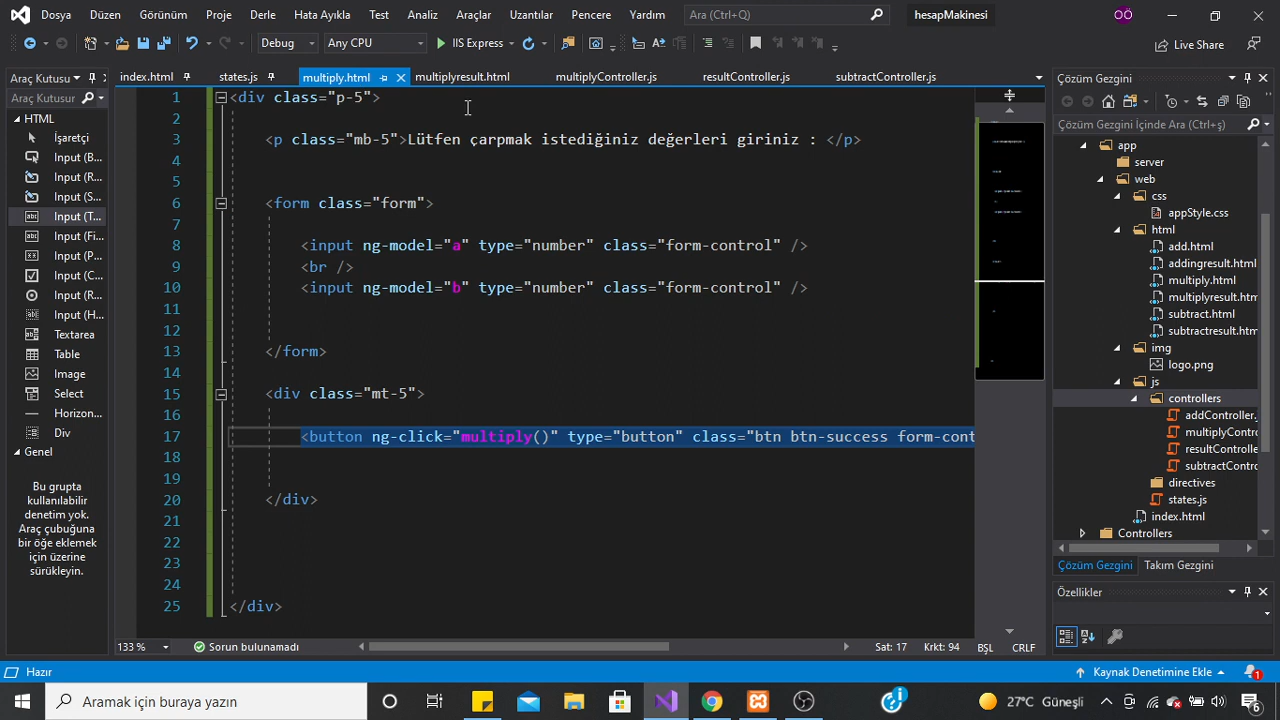 Dosya Düzen Görünüm Proje Derle Hata Ayıkla Test Analiz Araçlar Uzantılar Pencere Yardım Ara (Ctrl+Q) hesapMakinesi OÖ
Debug Any CPU IIS Express Live Share
Araç Kutusu index.html states.js multiply.html multiplyresult.html multiplyController.js resultController.js subtractController.js Çözüm Gezgini
Araç Kutusur
HTML
İşaretçi
Input (B...
Input (R...
Input (S...
Input (T...
Input (Fi...
Input (P...
Input (C...
Input (R...
Input (H...
Textarea
Table
Image
Select
Horizon...
Div
Genel
Bu grupta
kullanılabilir
denetim yok.
Araç çubuğuna
bir öğe eklemek
için üzerine
sürükleyin.
1 <div class="p-5">
2
3 <p class="mb-5">Lütfen çarpmak istediğiniz değerleri giriniz : </p>
4
5
6 <form class="form">
7
8 <input ng-model="a" type="number" class="form-control" />
9 <br />
10 <input ng-model="b" type="number" class="form-control" />
11
12
13 </form>
14
15 <div class="mt-5">
16
17 <button ng-click="multiply()" type="button" class="btn btn-success form-cont
18
19
20 </div>
21
22
23
24
25 </div>
133 % Sorun bulunamadı Sat: 17 Krkt: 94 BŞL CRLF
Çözüm Gezgini Ara (Ctrl+ş)
app
server
web
css
appStyle.css
html
add.html
addingresult.html
multiply.html
multiplyresult.htm
subtract.html
subtractresult.htm
img
logo.png
js
controllers
addController.
multiplyContro
resultControlle
subtractContro
directives
states.js
index.html
Controllers
Çözüm Gezgini Takım Gezgini
Özellikler
Hazır Kaynak Denetimine Ekle 1
Aramak için buraya yazın 27°C Güneşli 6